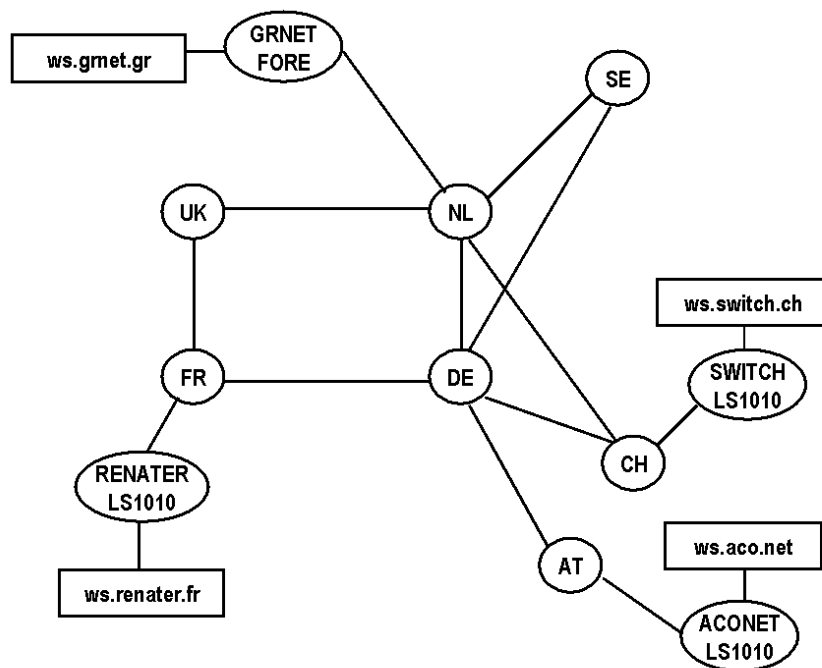 GRNET
FORE
ws.grnet.gr
SE
UK
NL
ws.switch.ch
FR
DE
SWITCH
LS1010
CH
RENATER
LS1010
ws.aco.net
AT
ws.renater.fr
ACONET
LS1010